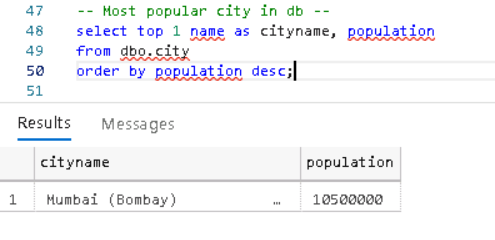 47 -- Most popular city in db --
48 select top 1 name as cityname, population
49 from dbo.city
50 order by population desc;
51
Results Messages
cityname population
1 Mumbai (Bombay) … 10500000